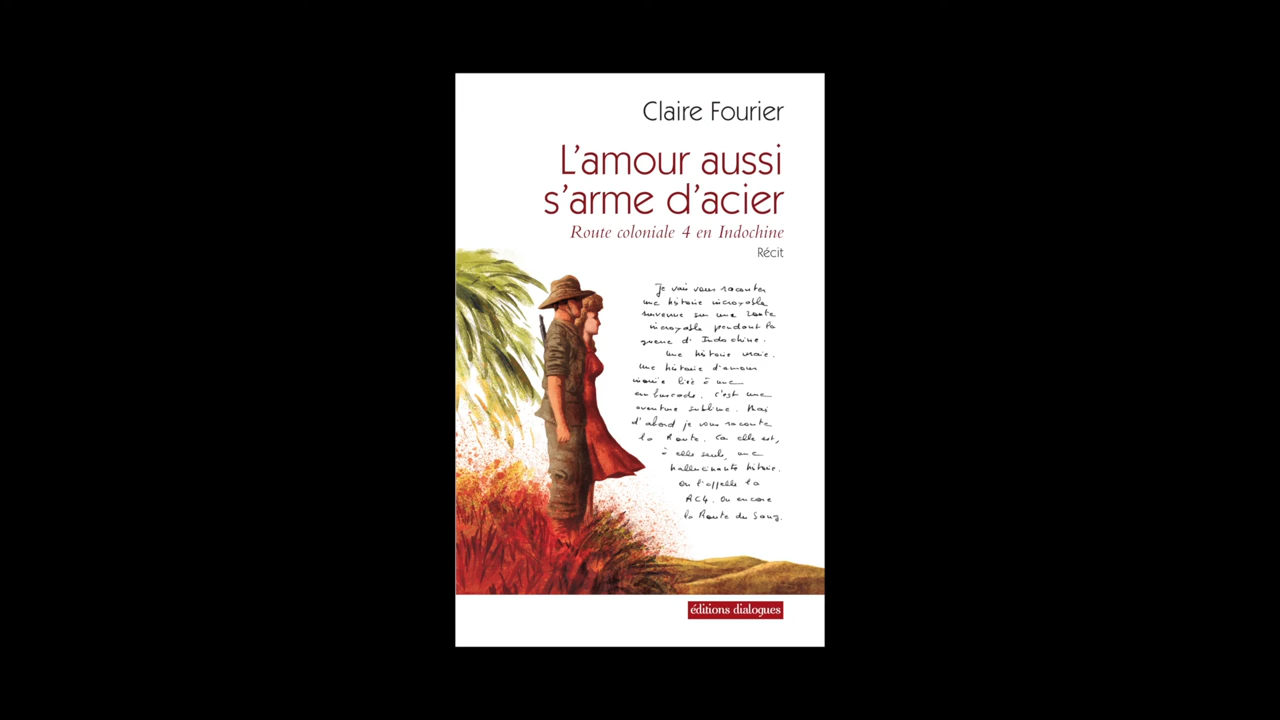 Claire Fourier
L'amour aussi
s'arme d'acier
Route coloniale 4 en Indochine
Récit
Je vais vous raconter
une histoire incroyable
survenue sur une route
incroyable pendant la
guerre d'Indochine.
Une histoire vraie.
Une histoire d'amour
inouïe liée à une
embuscade. C'est une
aventure sublime. Mais
d'abord je vous raconte
la Route. Car elle est,
à elle seule, une
hallucinante histoire.
On l'appelle la
RC4. Ou encore
la Route du Sang.
éditions dialogues